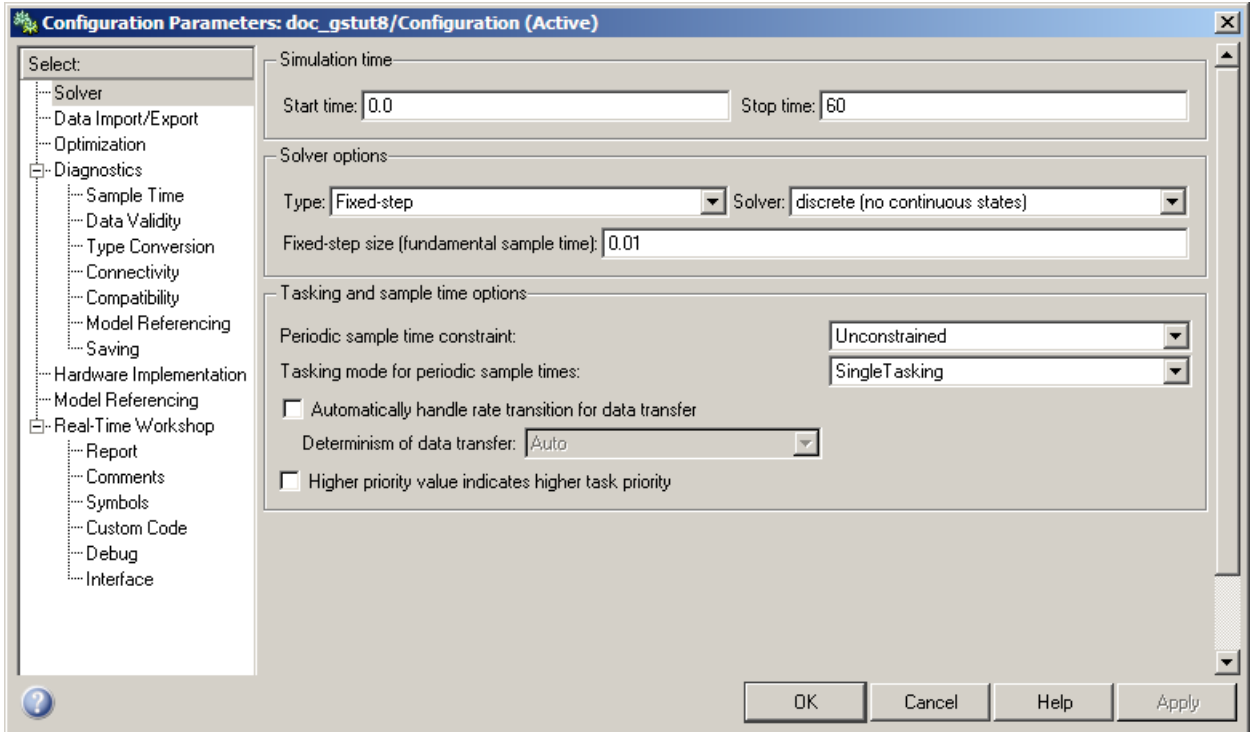 Configuration Parameters: doc_gstut8/Configuration (Active)
Select:
Solver
Data Import/Export
Optimization
Diagnostics
Sample Time
Data Validity
Type Conversion
Connectivity
Compatibility
Model Referencing
Saving
Hardware Implementation
Model Referencing
Real-Time Workshop
Report
Comments
Symbols
Custom Code
Debug
Interface
Simulation time
Start time: 0.0 Stop time: 60
Solver options
Type: Fixed-step Solver: discrete (no continuous states)
Fixed-step size (fundamental sample time): 0.01
Tasking and sample time options
Periodic sample time constraint: Unconstrained
Tasking mode for periodic sample times: SingleTasking
Automatically handle rate transition for data transfer
Determinism of data transfer: Auto
Higher priority value indicates higher task priority
? OK Cancel Help Apply